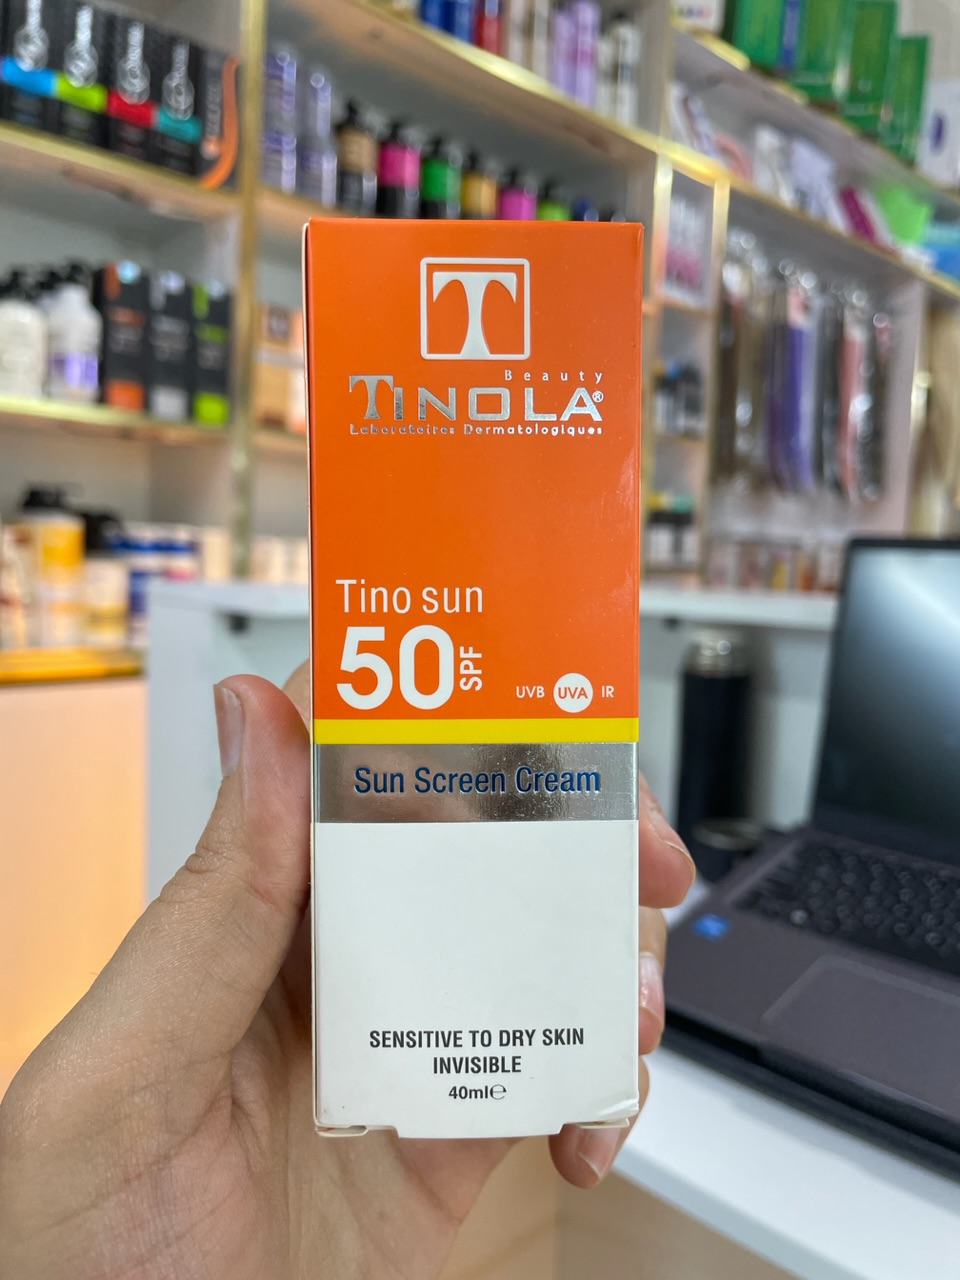 T
Beauty
TINOLA®
Laboratoires Dermatologiques
Tino sun
50 SPF
UVB UVA IR
Sun Screen Cream
SENSITIVE TO DRY SKIN
INVISIBLE
40ml℮